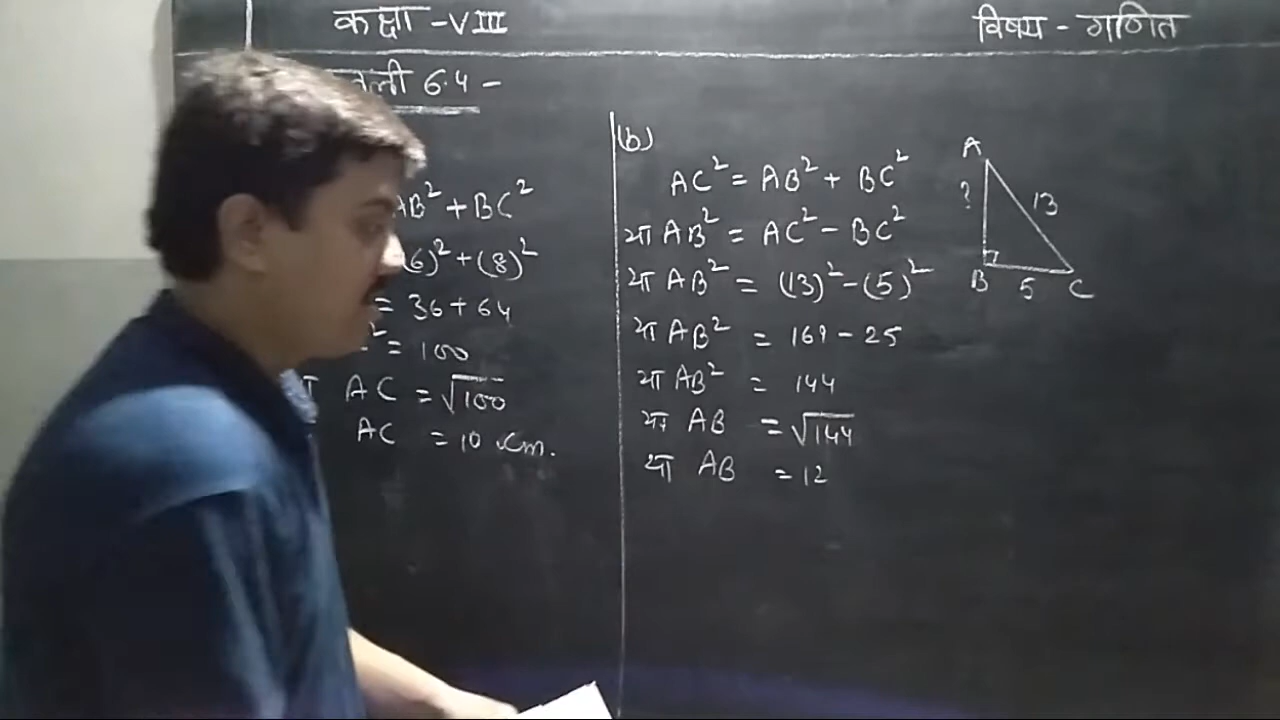 कक्षा - VIII
विषय - गणित
6.4 -
AB² + BC²
(6)² + (8)²
= 36 + 64
² = 100
AC = √100
AC = 10 cm.
(b)
AC² = AB² + BC²
या AB² = AC² - BC²
या AB² = (13)² - (5)²
या AB² = 169 - 25
या AB² = 144
या AB = √144
या AB = 12
A
?
13
B
5
C